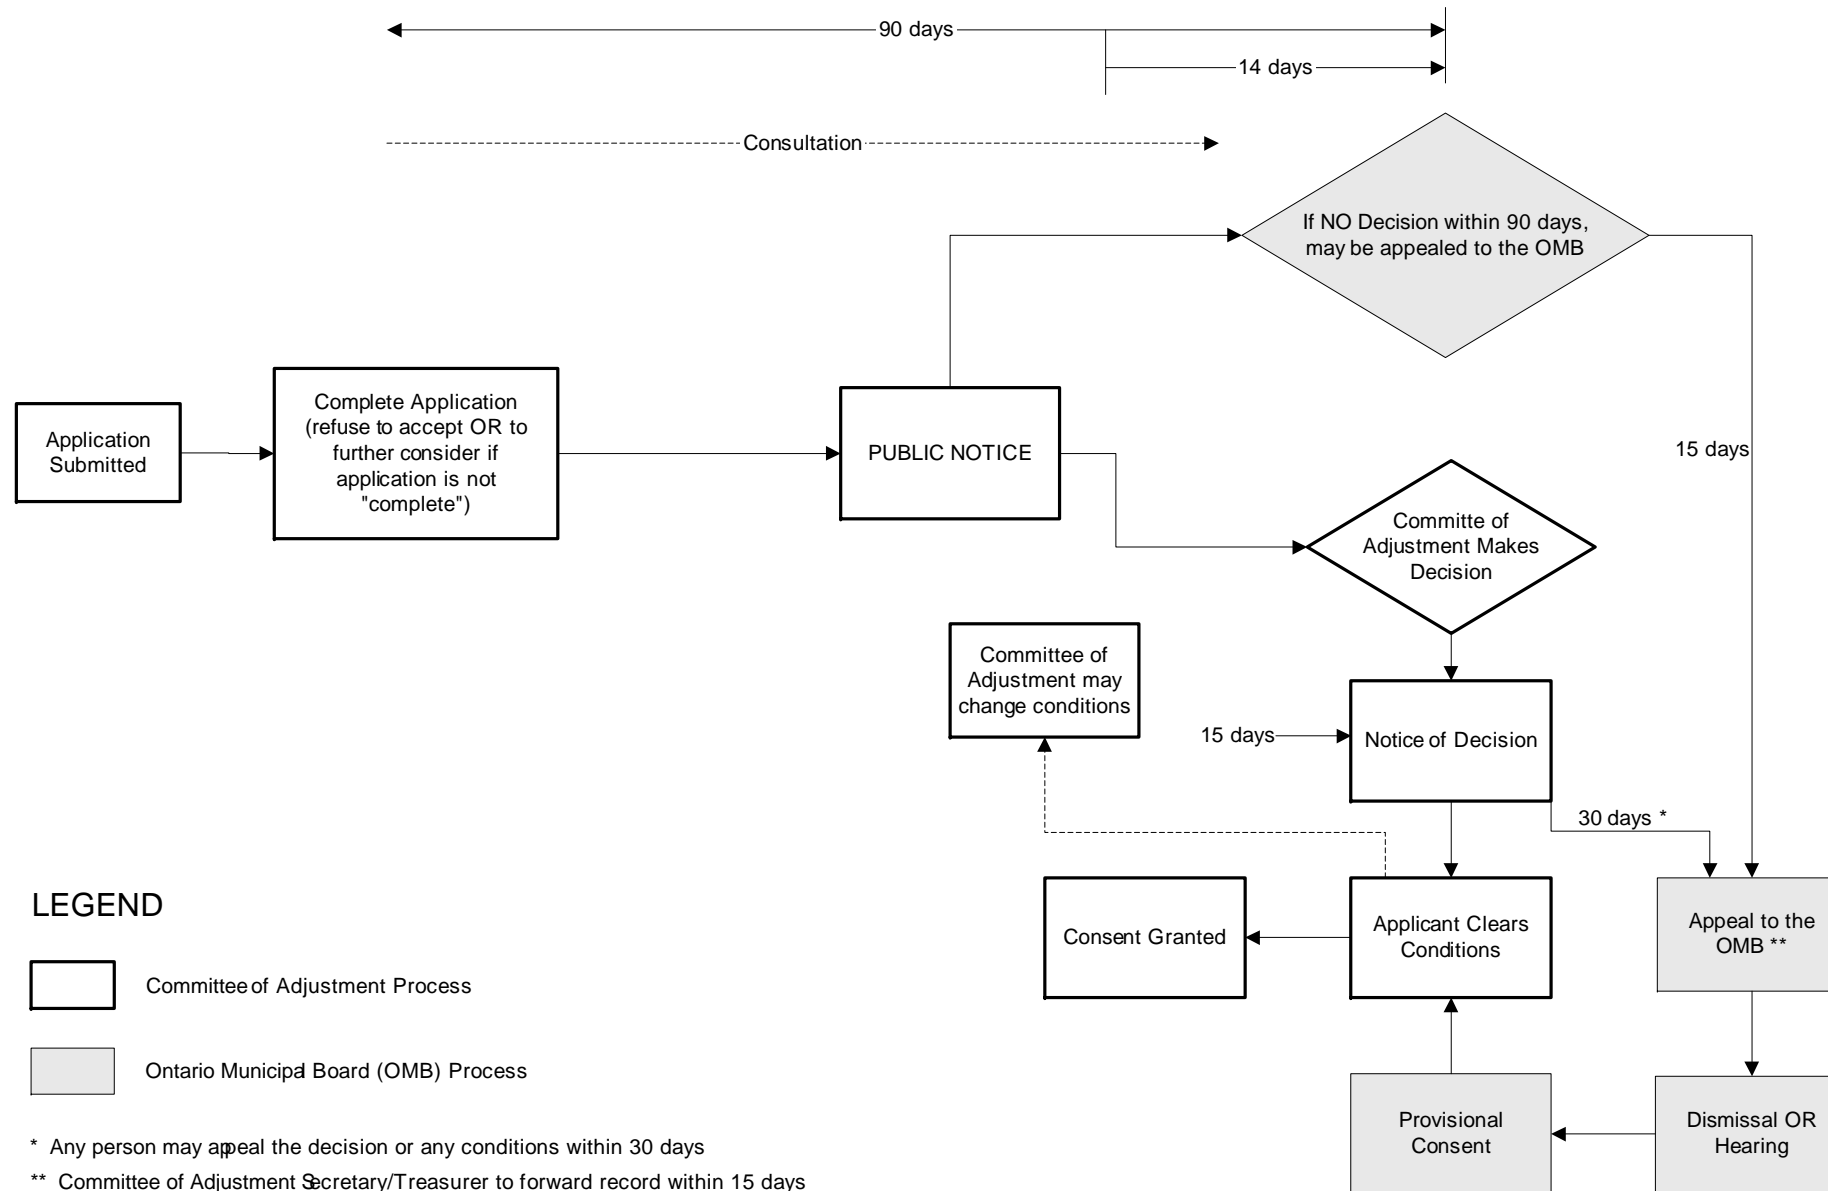 90 days
14 days
Consultation
If NO Decision within 90 days,
may be appealed to the OMB
Application
Submitted
Complete Application
(refuse to accept OR to
further consider if
application is not
"complete")
PUBLIC NOTICE
15 days
Committe of
Adjustment Makes
Decision
Committee of
Adjustment may
change conditions
15 days
Notice of Decision
30 days *
Consent Granted
Applicant Clears
Conditions
Appeal to the
OMB **
Provisional
Consent
Dismissal OR
Hearing
LEGEND
Committee of Adjustment Process
Ontario Municipal Board (OMB) Process
* Any person may appeal the decision or any conditions within 30 days
** Committee of Adjustment Secretary/Treasurer to forward record within 15 days